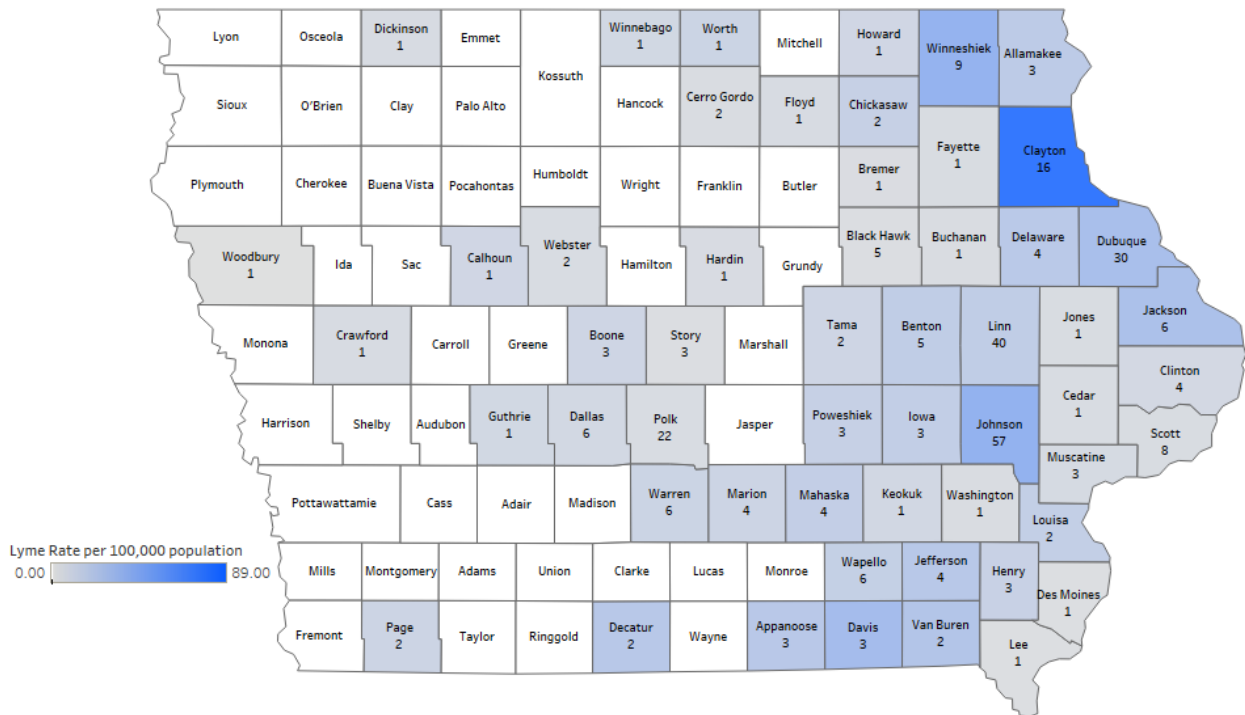 Lyon
Osceola
Dickinson
1
Emmet
Winnebago
1
Worth
1
Mitchell
Howard
1
Winneshiek
9
Allamakee
3
Kossuth
Sioux
O'Brien
Clay
Palo Alto
Hancock
Cerro Gordo
2
Floyd
1
Chickasaw
2
Fayette
1
Clayton
16
Plymouth
Cherokee
Buena Vista
Pocahontas
Humboldt
Wright
Franklin
Butler
Bremer
1
Woodbury
1
Ida
Sac
Calhoun
1
Webster
2
Hamilton
Hardin
1
Grundy
Black Hawk
5
Buchanan
1
Delaware
4
Dubuque
30
Monona
Crawford
1
Carroll
Greene
Boone
3
Story
3
Marshall
Tama
2
Benton
5
Linn
40
Jones
1
Jackson
6
Clinton
4
Harrison
Shelby
Audubon
Guthrie
1
Dallas
6
Polk
22
Jasper
Poweshiek
3
Iowa
3
Johnson
57
Cedar
1
Scott
8
Muscatine
3
Pottawattamie
Cass
Adair
Madison
Warren
6
Marion
4
Mahaska
4
Keokuk
1
Washington
1
Louisa
2
Lyme Rate per 100,000 population
0.00
89.00
Mills
Montgomery
Adams
Union
Clarke
Lucas
Monroe
Wapello
6
Jefferson
4
Henry
3
Des Moines
1
Fremont
Page
2
Taylor
Ringgold
Decatur
2
Wayne
Appanoose
3
Davis
3
Van Buren
2
Lee
1